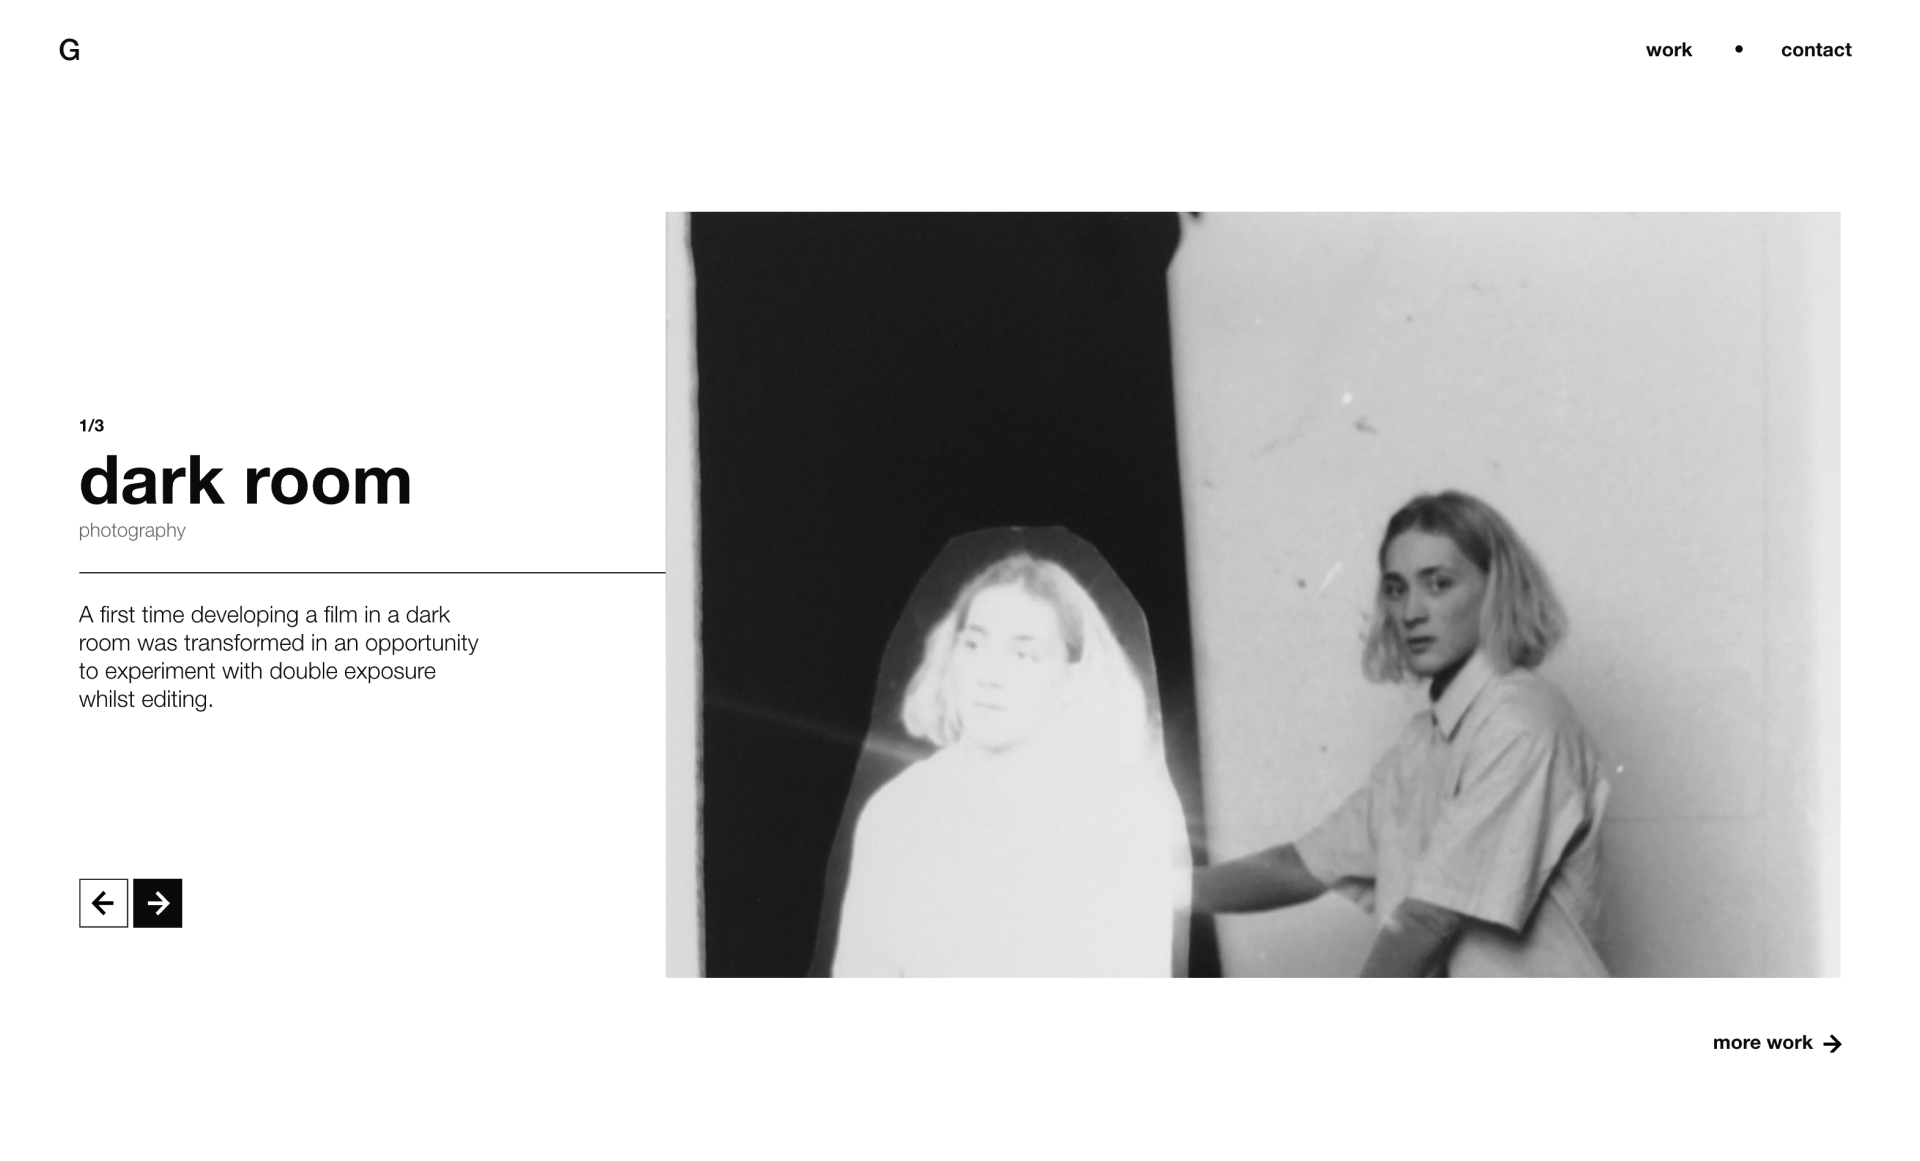 G
work • contact
1/3
dark room
photography
A first time developing a film in a dark
room was transformed in an opportunity
to experiment with double exposure
whilst editing.
more work →